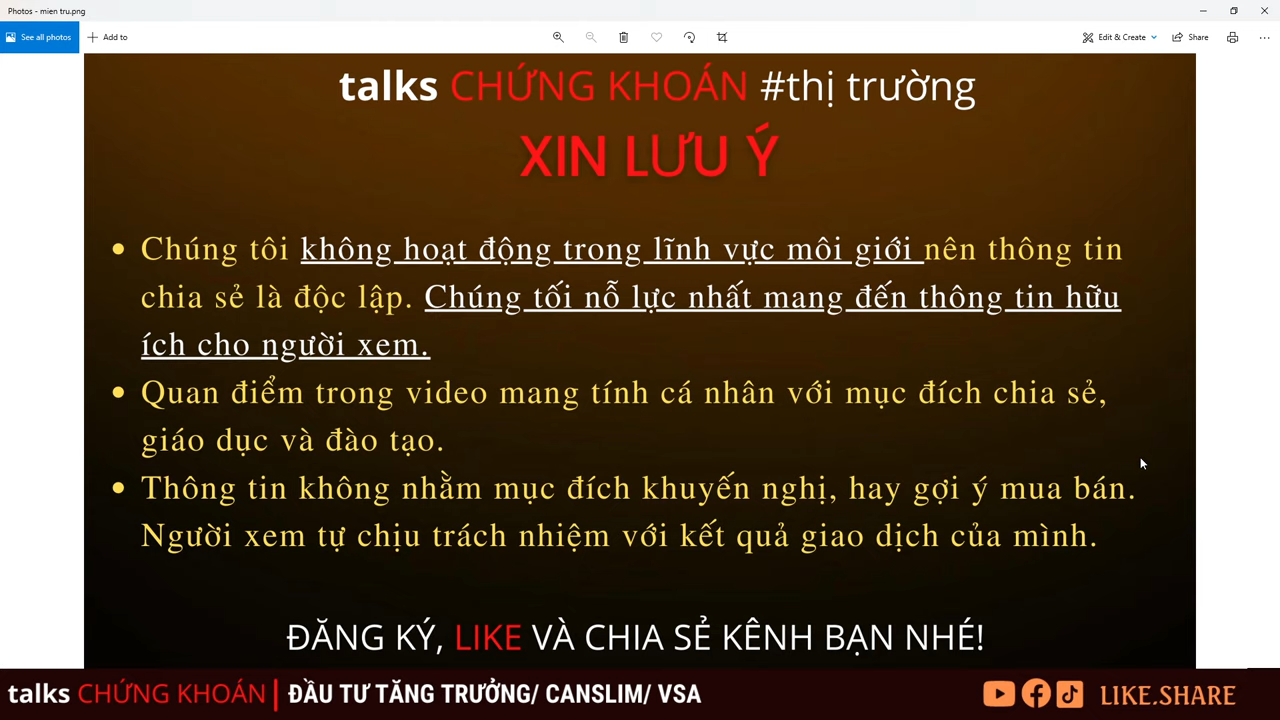 Photos - mien tru.png
See all photos
Add to
Edit & Create
Share
talks CHỨNG KHOÁN #thị trường
XIN LƯU Ý
Chúng tôi không hoạt động trong lĩnh vực môi giới nên thông tin
chia sẻ là độc lập. Chúng tối nỗ lực nhất mang đến thông tin hữu
ích cho người xem.
Quan điểm trong video mang tính cá nhân với mục đích chia sẻ,
giáo dục và đào tạo.
Thông tin không nhằm mục đích khuyến nghị, hay gợi ý mua bán.
Người xem tự chịu trách nhiệm với kết quả giao dịch của mình.
ĐĂNG KÝ, LIKE VÀ CHIA SẺ KÊNH BẠN NHÉ!
talks CHỨNG KHOÁN | ĐẦU TƯ TĂNG TRƯỞNG/ CANSLIM/ VSA
LIKE.SHARE